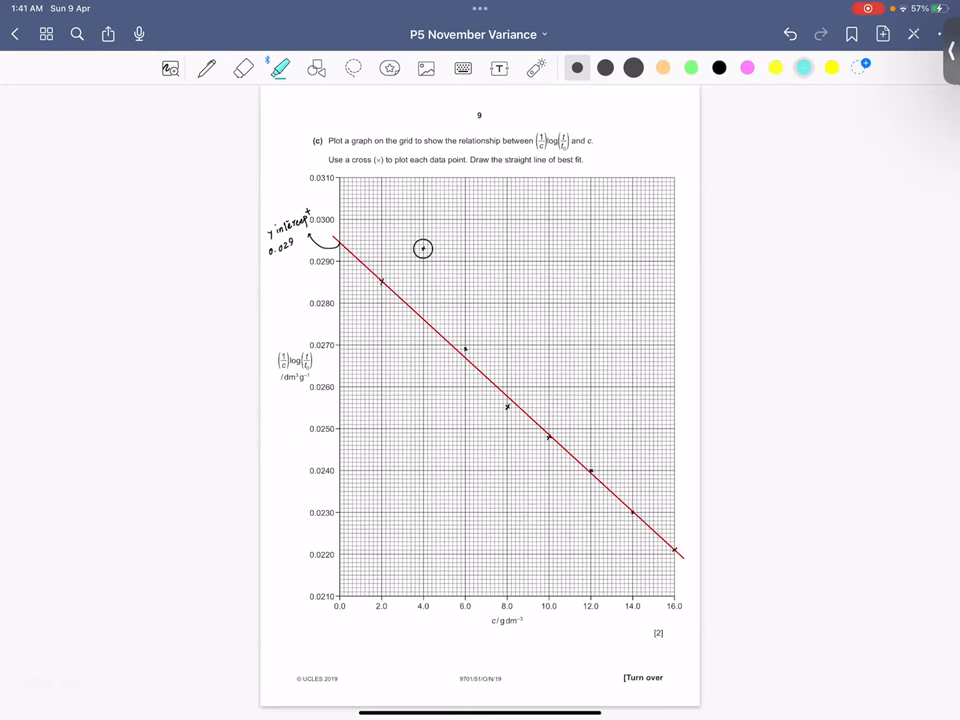 1:41 AM Sun 9 Apr
57%
P5 November Variance
T
9
(c) Plot a graph on the grid to show the relationship between (1/c)log(t/t₀) and c.
Use a cross (×) to plot each data point. Draw the straight line of best fit.
0.0310
0.0300
0.0290
0.0280
0.0270
0.0260
0.0250
0.0240
0.0230
0.0220
0.0210
y intercept
0.029
(1/c)log(t/t₀)
/ dm³ g⁻¹
0.0 2.0 4.0 6.0 8.0 10.0 12.0 14.0 16.0
c / g dm⁻³
[2]
© UCLES 2019 9701/51/O/N/19 [Turn over